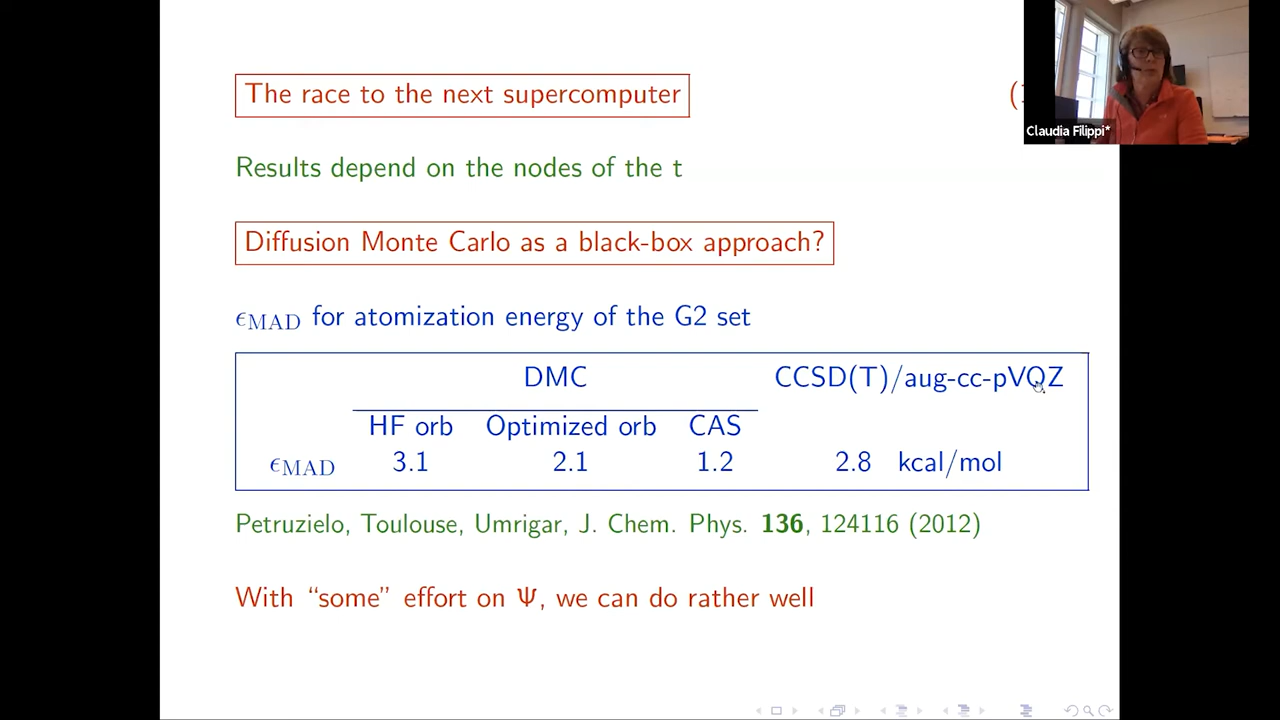 The race to the next supercomputer
(
Claudia Filippi*
Results depend on the nodes of the t
Diffusion Monte Carlo as a black-box approach?
ϵMAD for atomization energy of the G2 set
DMC CCSD(T)/aug-cc-pVQZ
HF orb Optimized orb CAS
ϵMAD 3.1 2.1 1.2 2.8 kcal/mol
Petruzielo, Toulouse, Umrigar, J. Chem. Phys. 136, 124116 (2012)
With “some” effort on Ψ, we can do rather well